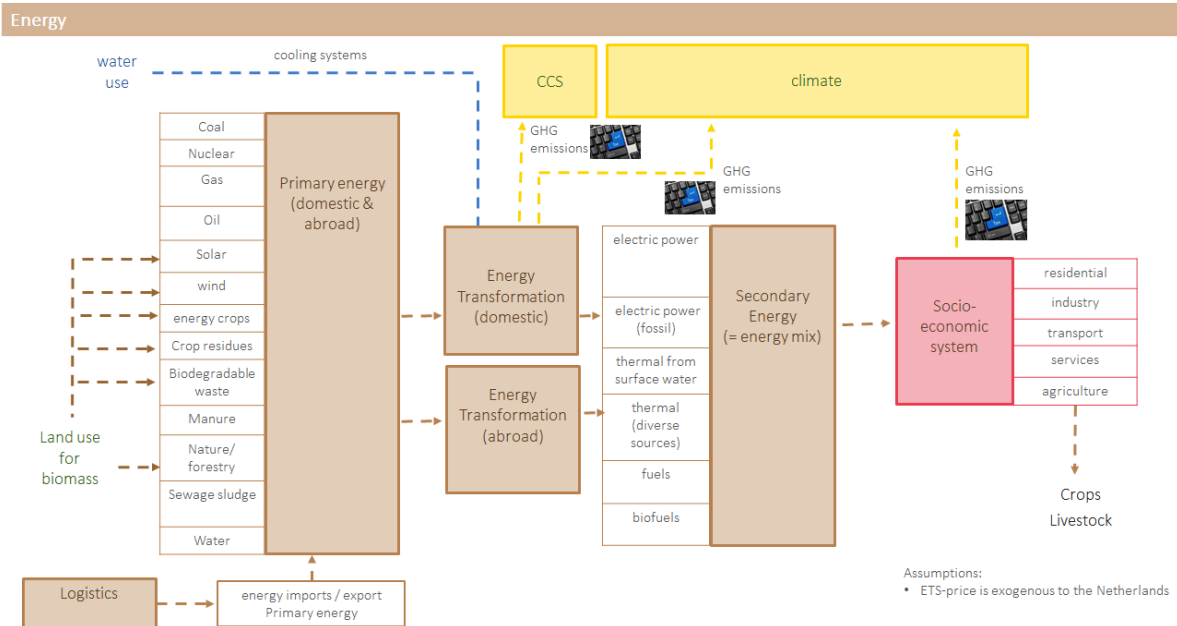 Energy
water
use
cooling systems
CCS
climate
GHG
emissions
GHG
emissions
GHG
emissions
Coal
Nuclear
Gas
Oil
Solar
wind
energy crops
Crop residues
Biodegradable
waste
Manure
Nature/
forestry
Sewage sludge
Water
Primary energy
(domestic &
abroad)
Land use
for
biomass
Logistics
energy imports / export
Primary energy
Energy
Transformation
(domestic)
Energy
Transformation
(abroad)
electric power
electric power
(fossil)
thermal from
surface water
thermal
(diverse
sources)
fuels
biofuels
Secondary
Energy
(= energy mix)
Socio-
economic
system
residential
industry
transport
services
agriculture
Crops
Livestock
Assumptions:
• ETS-price is exogenous to the Netherlands